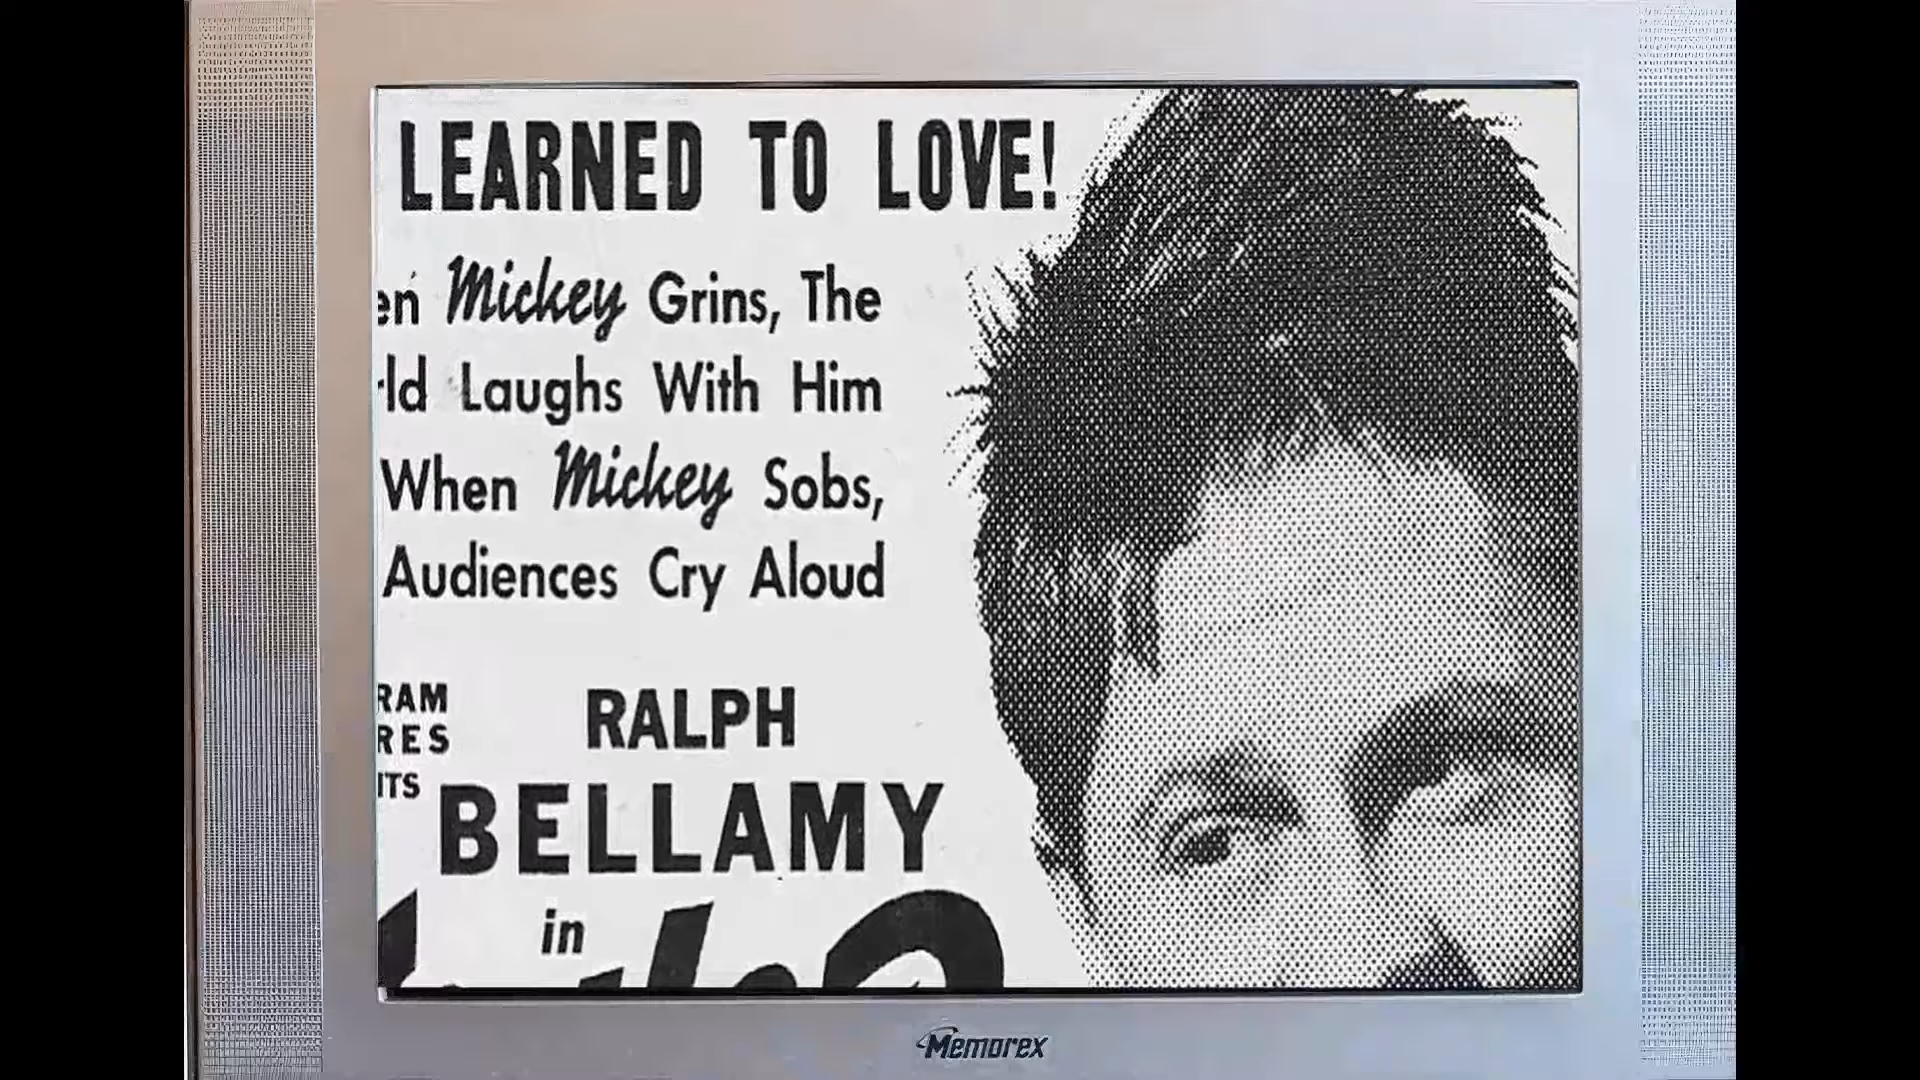 LEARNED TO LOVE!
en Mickey Grins, The
rld Laughs With Him
When Mickey Sobs,
Audiences Cry Aloud
RAM
RES
NTS
RALPH
BELLAMY
in
Memorex